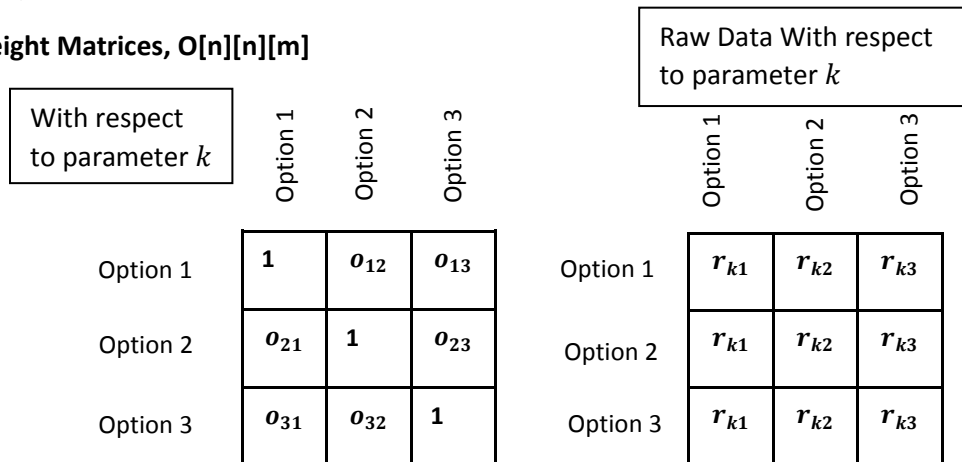 eight Matrices, O[n][n][m]
With respect
to parameter k
Option 1
Option 2
Option 3
Option 1 1 o₁₂ o₁₃
Option 2 o₂₁ 1 o₂₃
Option 3 o₃₁ o₃₂ 1
Raw Data With respect
to parameter k
Option 1
Option 2
Option 3
Option 1 rₖ₁ rₖ₂ rₖ₃
Option 2 rₖ₁ rₖ₂ rₖ₃
Option 3 rₖ₁ rₖ₂ rₖ₃